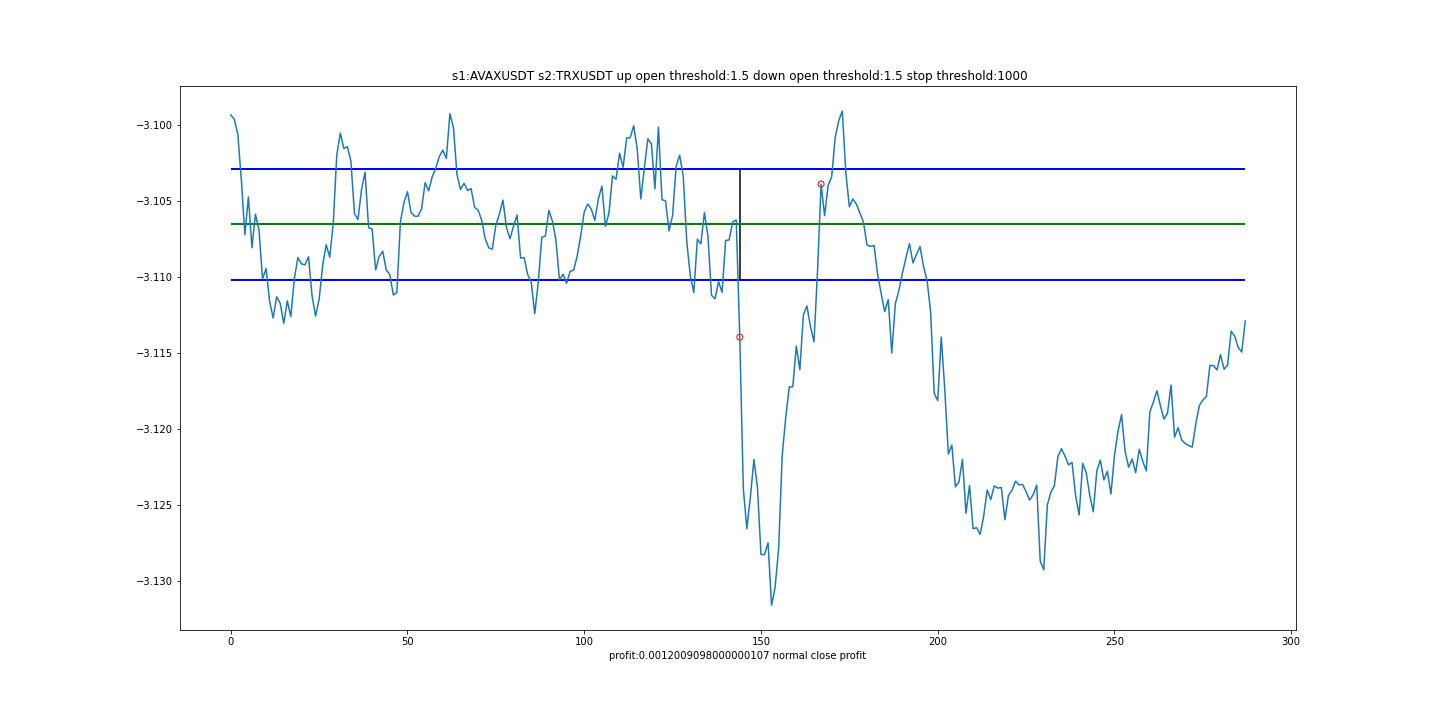 s1:AVAXUSDT s2:TRXUSDT up open threshold:1.5 down open threshold:1.5 stop threshold:1000
−3.100
−3.105
−3.110
−3.115
−3.120
−3.125
−3.130
0 50 100 150 200 250 300
profit:0.0012009098000000107 normal close profit